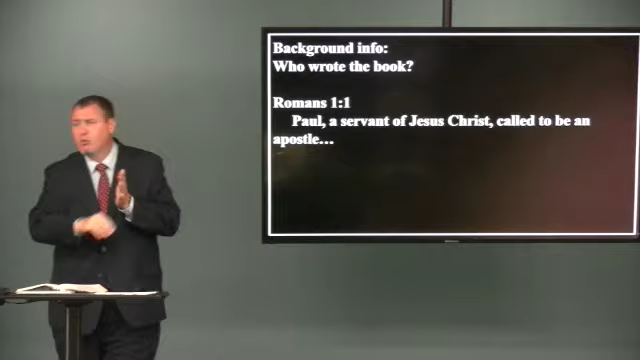 Background info:
Who wrote the book?
Romans 1:1
Paul, a servant of Jesus Christ, called to be an
apostle…